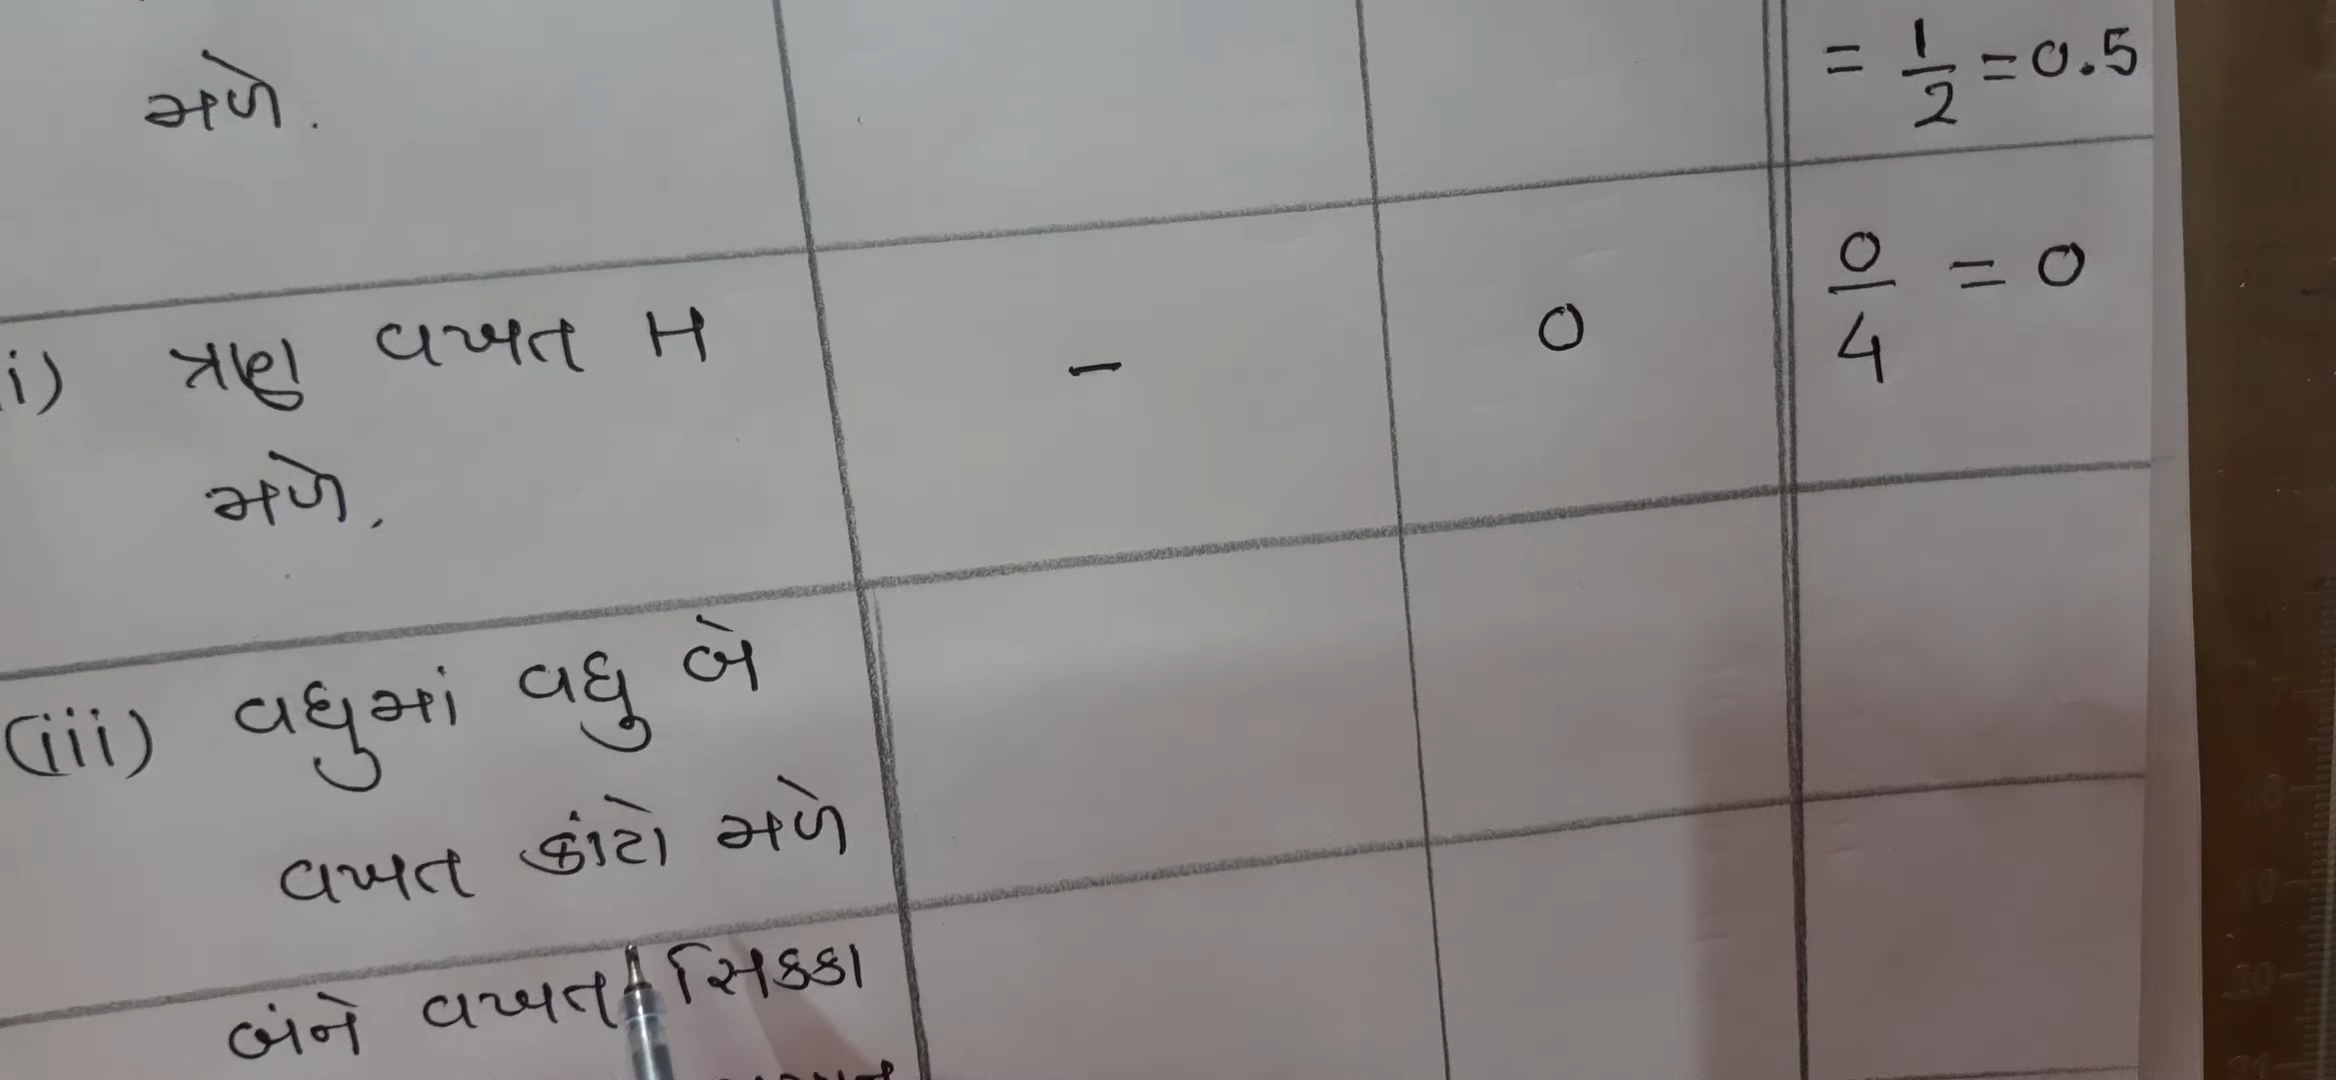 મળે.
= 1/2 = 0.5
i) ત્રણ વખત H
મળે.
–
0
0/4 = 0
(iii) વધુમાં વધુ બે
વખત કાંટો મળે
બંને વખત સિક્કા